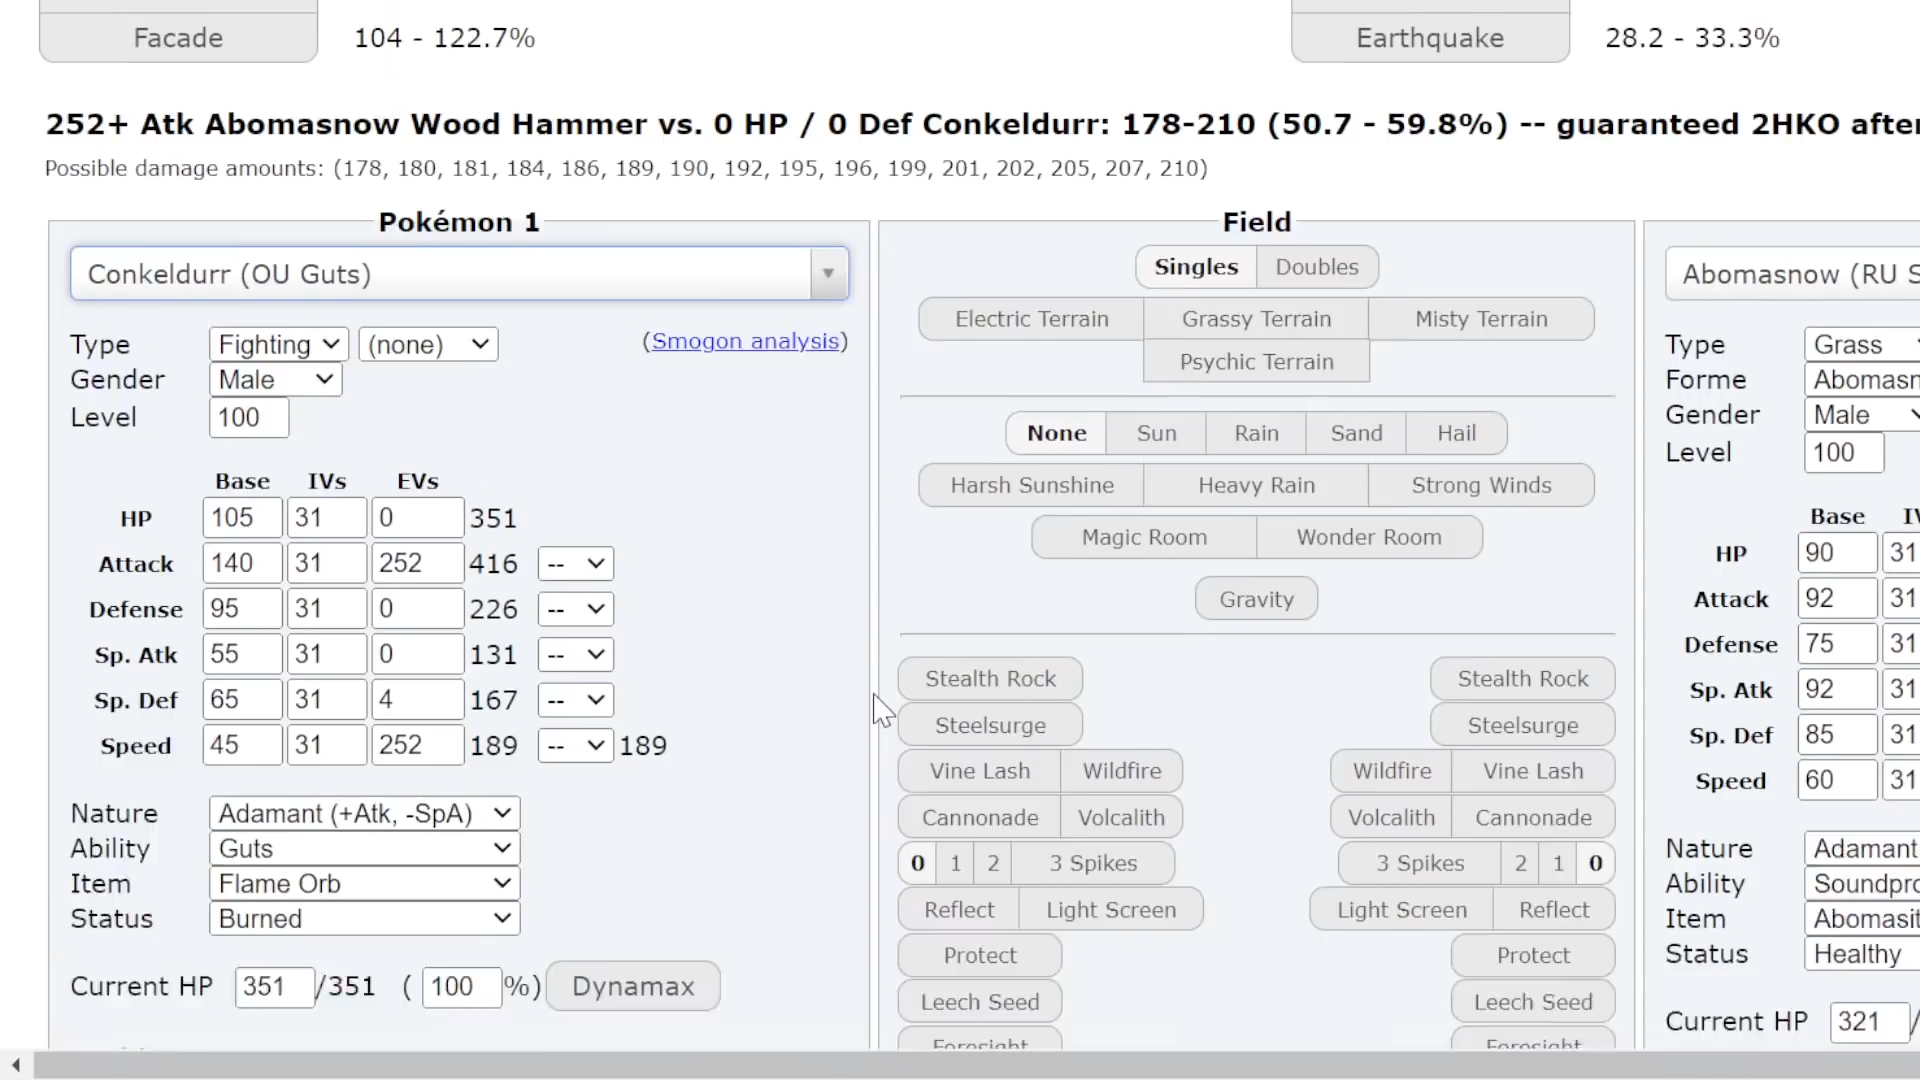 Facade 104 - 122.7% Earthquake 28.2 - 33.3%
252+ Atk Abomasnow Wood Hammer vs. 0 HP / 0 Def Conkeldurr: 178-210 (50.7 - 59.8%) -- guaranteed 2HKO after
Possible damage amounts: (178, 180, 181, 184, 186, 189, 190, 192, 195, 196, 199, 201, 202, 205, 207, 210)
Pokémon 1
Conkeldurr (OU Guts)
Type Fighting (none) (Smogon analysis)
Gender Male
Level 100
Base IVs EVs
HP 105 31 0 351
Attack 140 31 252 416 --
Defense 95 31 0 226 --
Sp. Atk 55 31 0 131 --
Sp. Def 65 31 4 167 --
Speed 45 31 252 189 -- 189
Nature Adamant (+Atk, -SpA)
Ability Guts
Item Flame Orb
Status Burned
Current HP 351 /351 ( 100 %) Dynamax
Field
Singles Doubles
Electric Terrain Grassy Terrain Misty Terrain
Psychic Terrain
None Sun Rain Sand Hail
Harsh Sunshine Heavy Rain Strong Winds
Magic Room Wonder Room
Gravity
Stealth Rock Stealth Rock
Steelsurge Steelsurge
Vine Lash Wildfire Wildfire Vine Lash
Cannonade Volcalith Volcalith Cannonade
0 1 2 3 Spikes 3 Spikes 2 1 0
Reflect Light Screen Light Screen Reflect
Protect Protect
Leech Seed Leech Seed
Foresight Foresight
Abomasnow (RU S
Type Grass
Forme Abomasn
Gender Male
Level 100
Base IV
HP 90 31
Attack 92 31
Defense 75 31
Sp. Atk 92 31
Sp. Def 85 31
Speed 60 31
Nature Adamant
Ability Soundpro
Item Abomasit
Status Healthy
Current HP 321 /